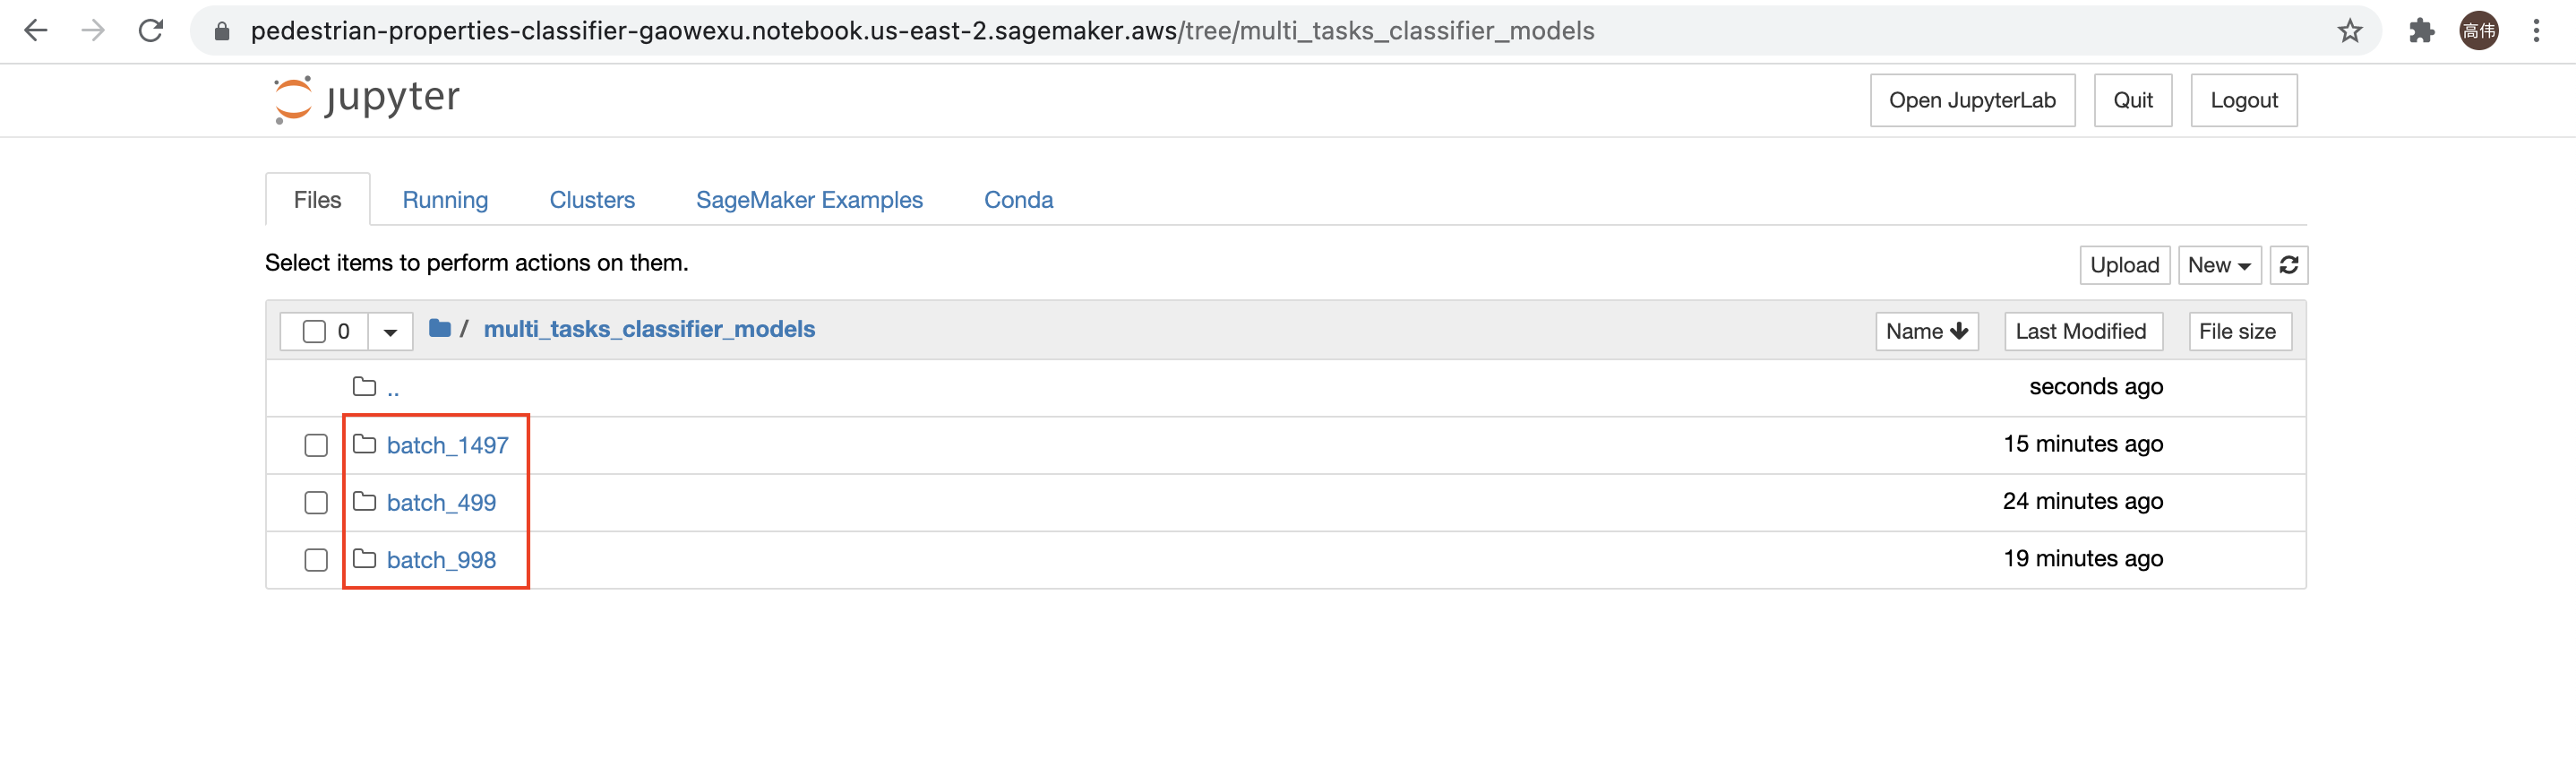 pedestrian-properties-classifier-gaowexu.notebook.us-east-2.sagemaker.aws/tree/multi_tasks_classifier_models
高伟
jupyter
Open JupyterLab
Quit
Logout
Files
Running
Clusters
SageMaker Examples
Conda
Select items to perform actions on them.
Upload
New
0
/ multi_tasks_classifier_models
Name
Last Modified
File size
..
seconds ago
batch_1497
15 minutes ago
batch_499
24 minutes ago
batch_998
19 minutes ago